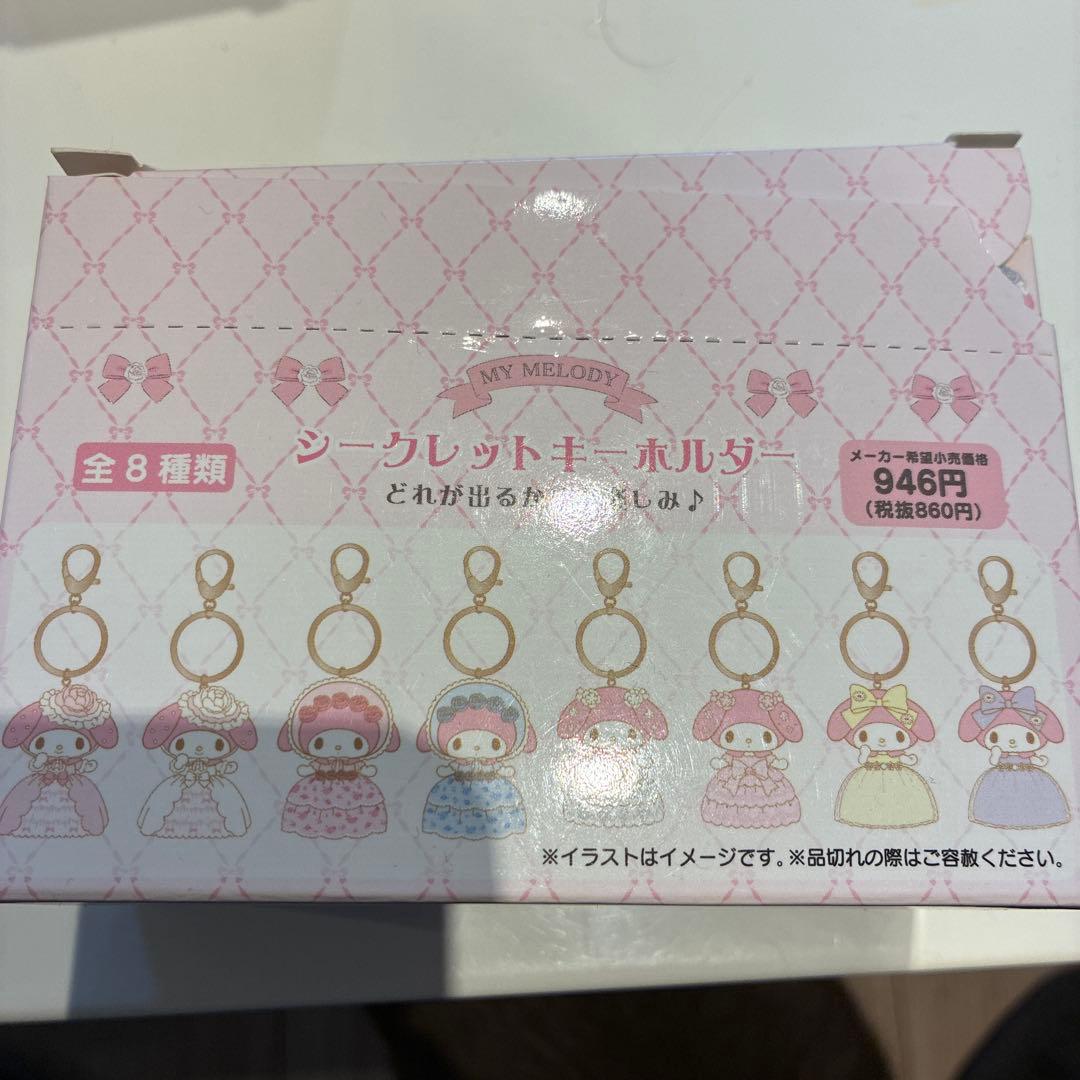 MY MELODY
シークレットキーホルダー
どれが出るか 楽しみ♪
全8種類
メーカー希望小売価格
946円
(税抜860円)
※イラストはイメージです。※品切れの際はご容赦ください。